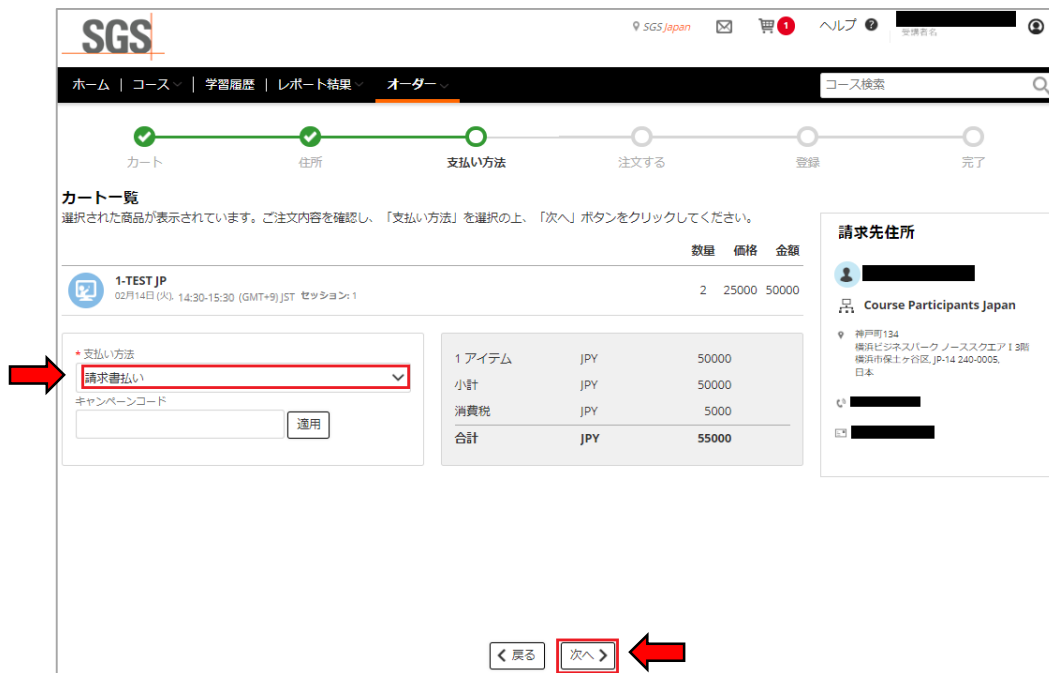 SGS
SGS Japan
1
ヘルプ ?
受講者名
ホーム | コース | 学習履歴 | レポート結果 オーダー
コース検索
カート 住所 支払い方法 注文する 登録 完了
カート一覧
選択された商品が表示されています。ご注文内容を確認し、「支払い方法」を選択の上、「次へ」ボタンをクリックしてください。
数量 価格 金額
1-TEST JP
02月14日 (火), 14:30-15:30 (GMT+9) JST セッション: 1
2 25000 50000
* 支払い方法
請求書払い
キャンペーンコード
適用
1 アイテム JPY 50000
小計 JPY 50000
消費税 JPY 5000
合計 JPY 55000
請求先住所
Course Participants Japan
神戸町134
横浜ビジネスパーク ノーススクエア I 3階
横浜市保土ヶ谷区, JP-14 240-0005,
日本
戻る
次へ